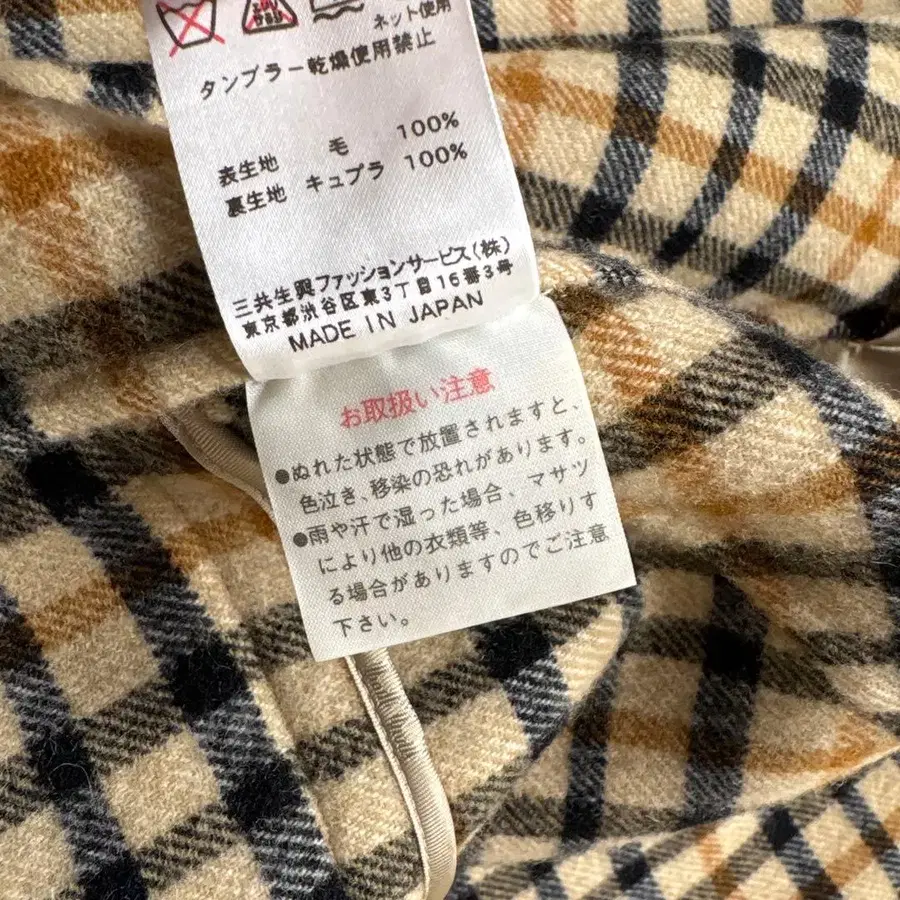 ネット使用
タンブラー乾燥使用禁止
表生地 毛 100%
裏生地 キュプラ 100%
三共生興ファッションサービス(株)
東京都渋谷区東3丁目16番3号
MADE IN JAPAN
お取扱い注意
●ぬれた状態で放置されますと、
色泣き、移染の恐れがあります。
●雨や汗で湿った場合、マサツ
により他の衣類等、色移りす
る場合がありますのでご注意
下さい。